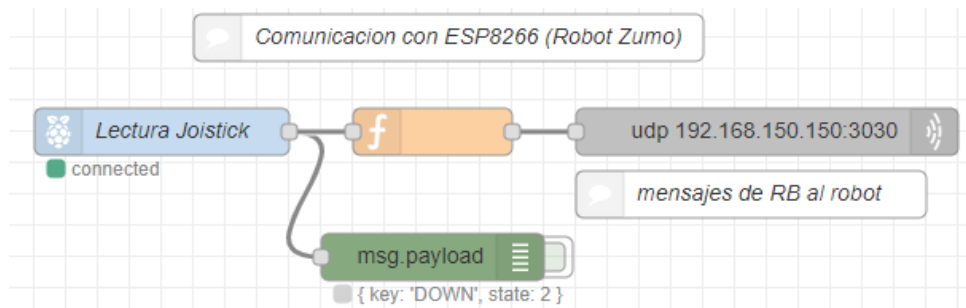 Comunicacion con ESP8266 (Robot Zumo)
Lectura Joistick
f
udp 192.168.150.150:3030
connected
mensajes de RB al robot
msg.payload
{ key: 'DOWN', state: 2 }